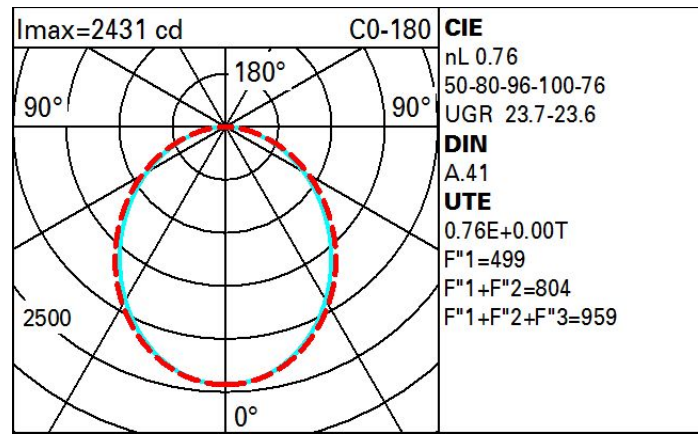 Imax=2431 cd C0-180
180°
90° 90°
2500
0°
CIE
nL 0.76
50-80-96-100-76
UGR 23.7-23.6
DIN
A.41
UTE
0.76E+0.00T
F"1=499
F"1+F"2=804
F"1+F"2+F"3=959